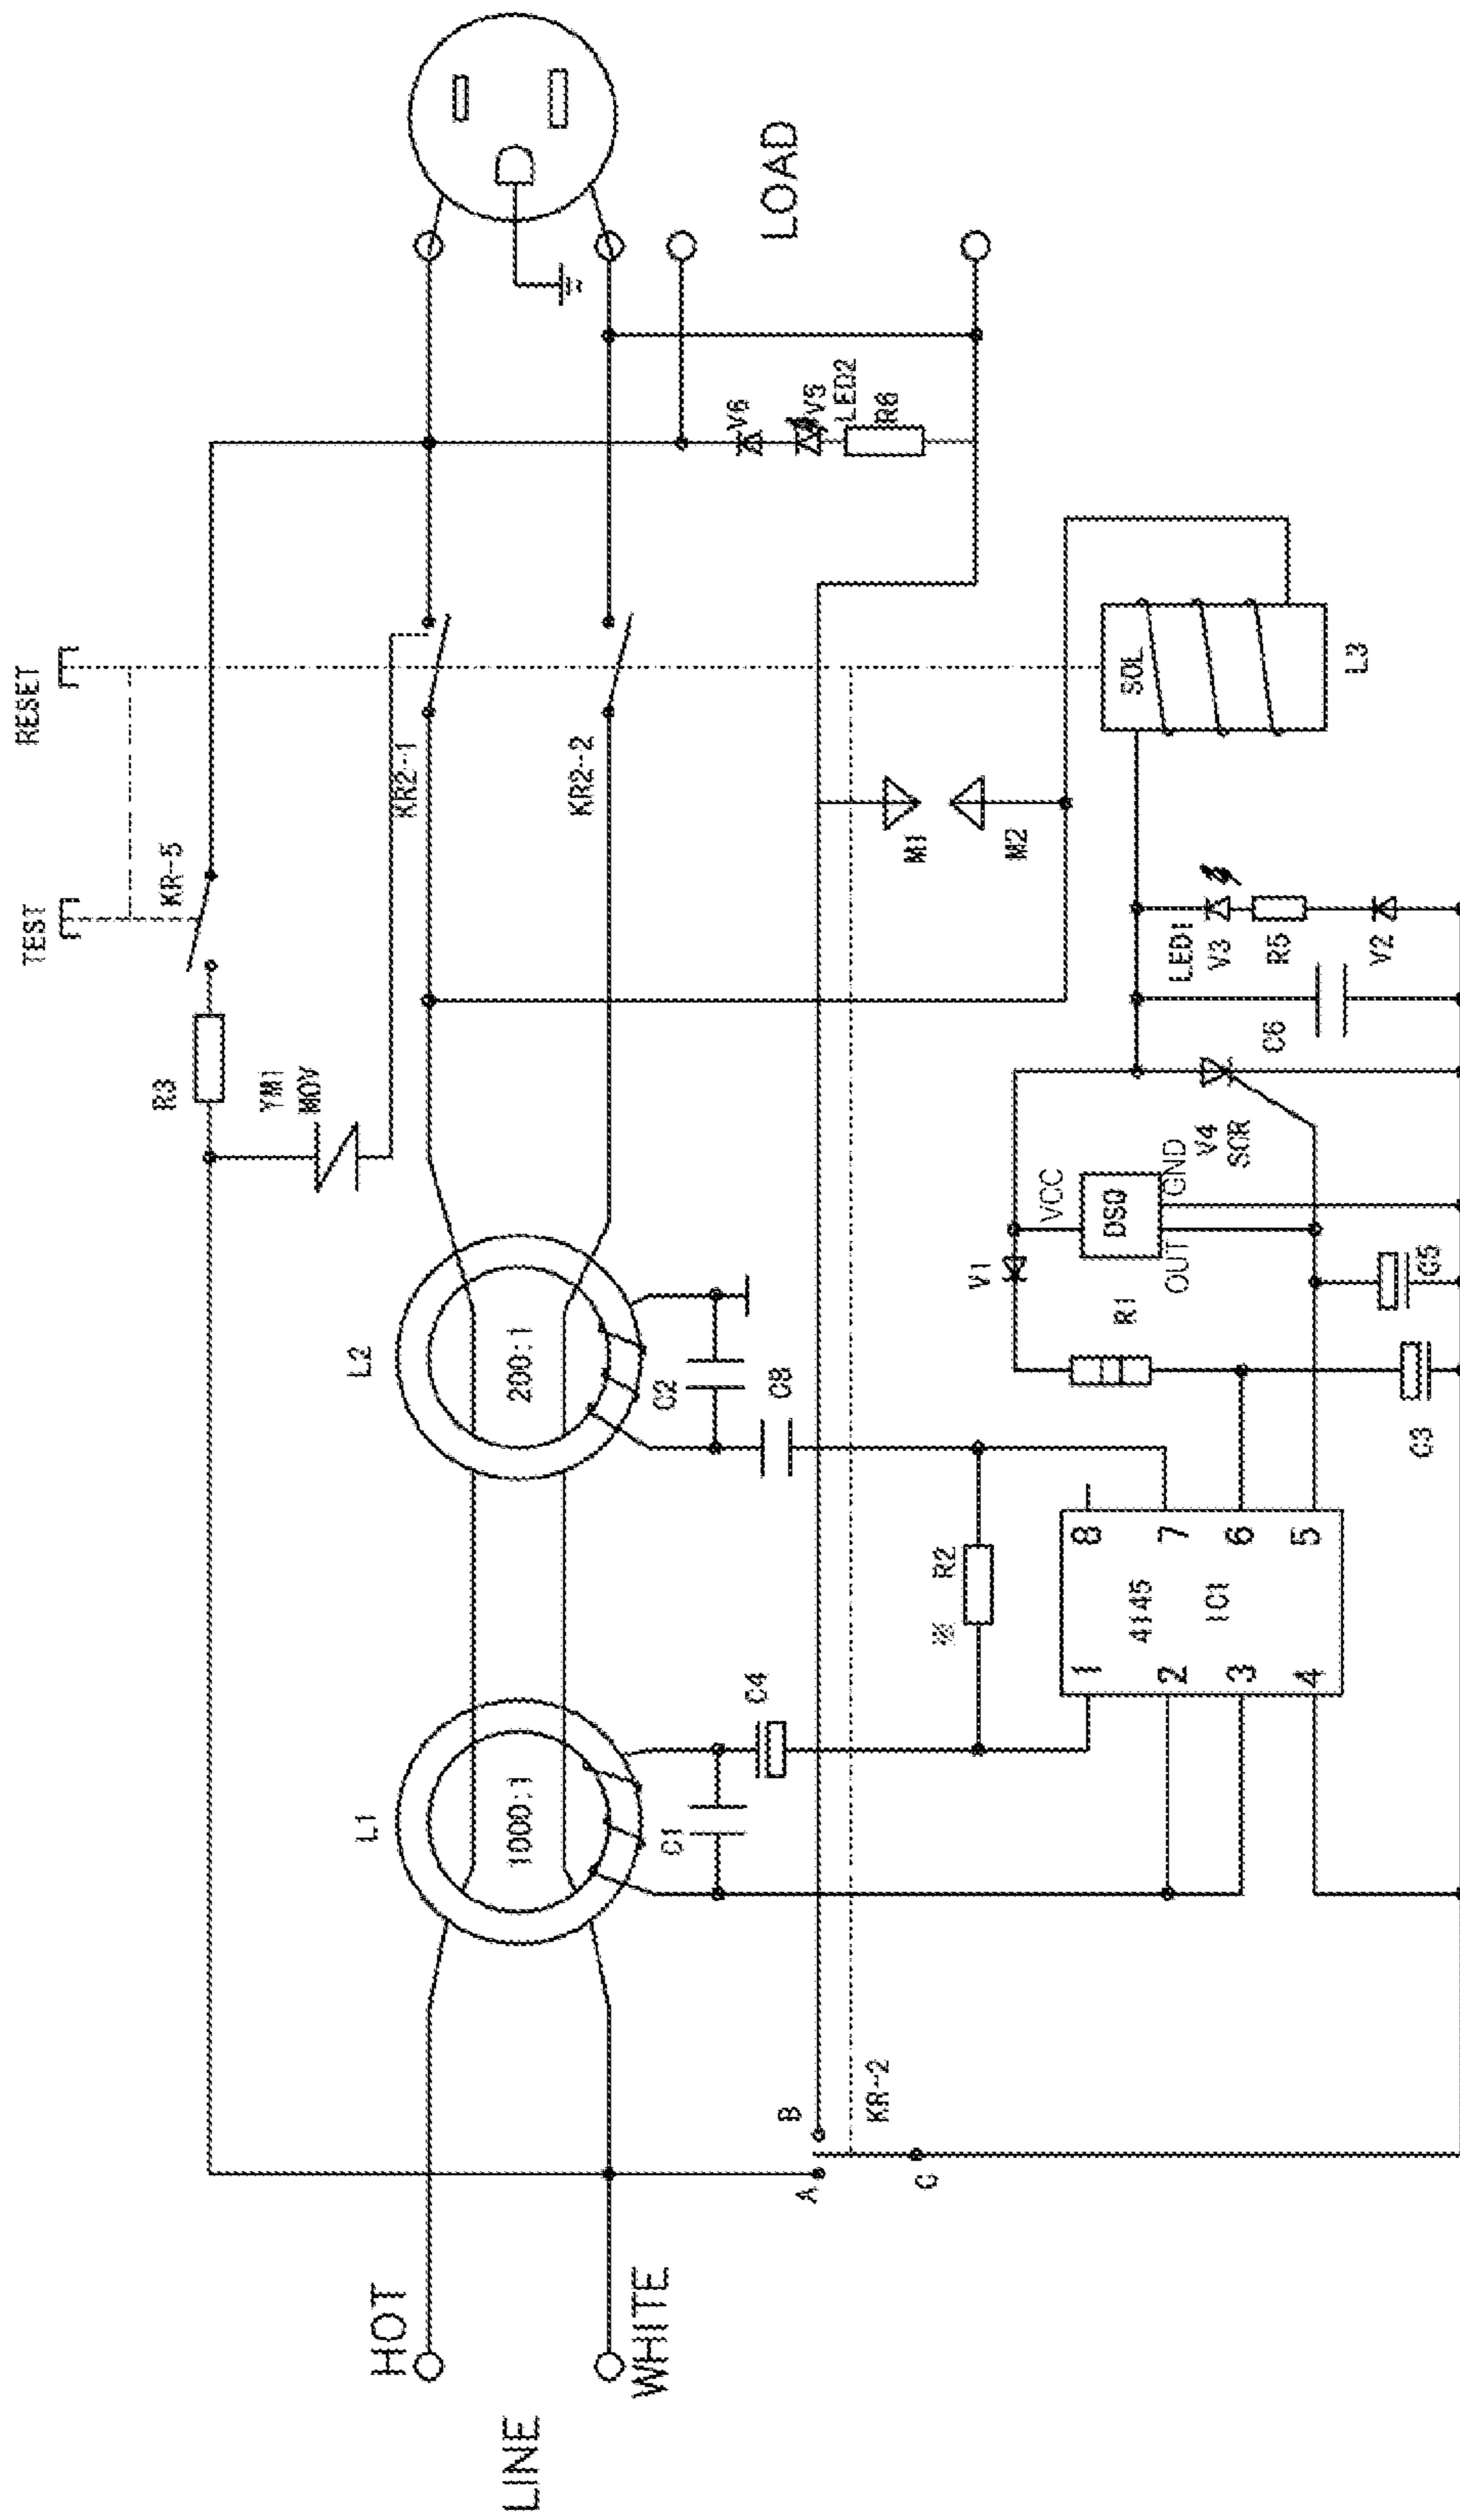 TEST
RESET
KR-5
R3
YM1
MOV
KR2-1
KR2-2
HOT
LINE
WHITE
L1
1000:1
L2
200:1
LOAD
V6
V5
LED2
R6
C1
C4
C2
C8
A
B
C
KR-2
M1
M2
R2
SOL
L3
4145
IC1
1
2
3
4
8
7
6
5
V1
R1
VCC
DSQ
OUT
GND
V4
SCR
C3
C5
C6
LED1
V3
R5
V2